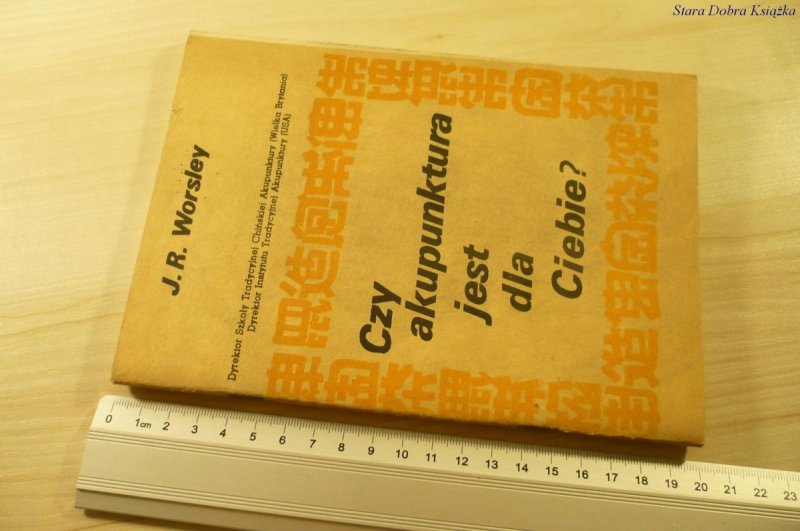 Stara Dobra Książka
J. R. Worsley
Dyrektor Szkoły Tradycyjnej Chińskiej Akupunktury (Wielka Brytania)
Dyrektor Instytutu Tradycyjnej Akupunktury (USA)
Czy
akupunktura
jest
dla
Ciebie?
0 1cm 2 3 4 5 6 7 8 9 10 11 12 13 14 15 16 17 18 19 20 21 22 23